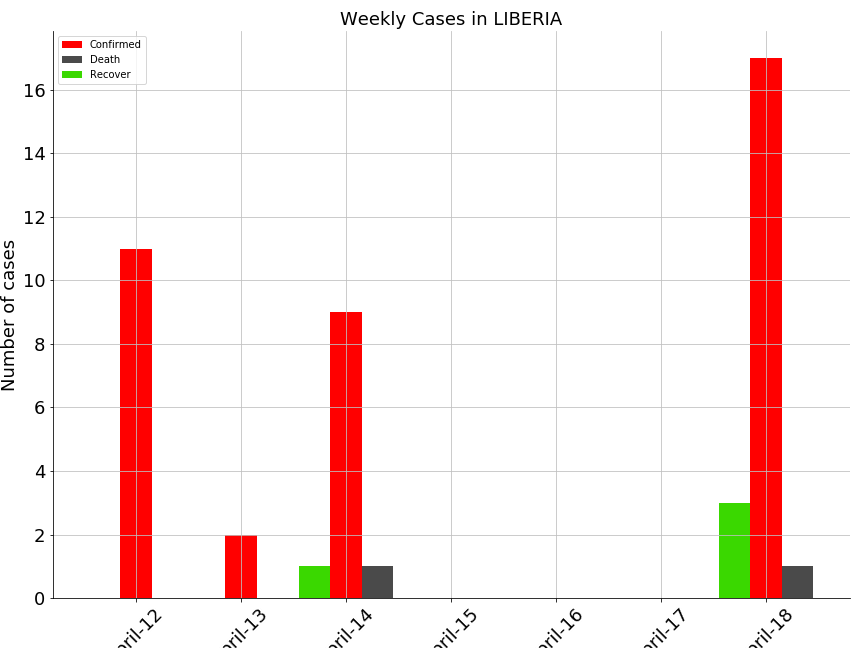 Weekly Cases in LIBERIA
Confirmed
Death
Recover
Number of cases
16
14
12
10
8
6
4
2
0
pril-12
pril-13
pril-14
pril-15
pril-16
pril-17
pril-18